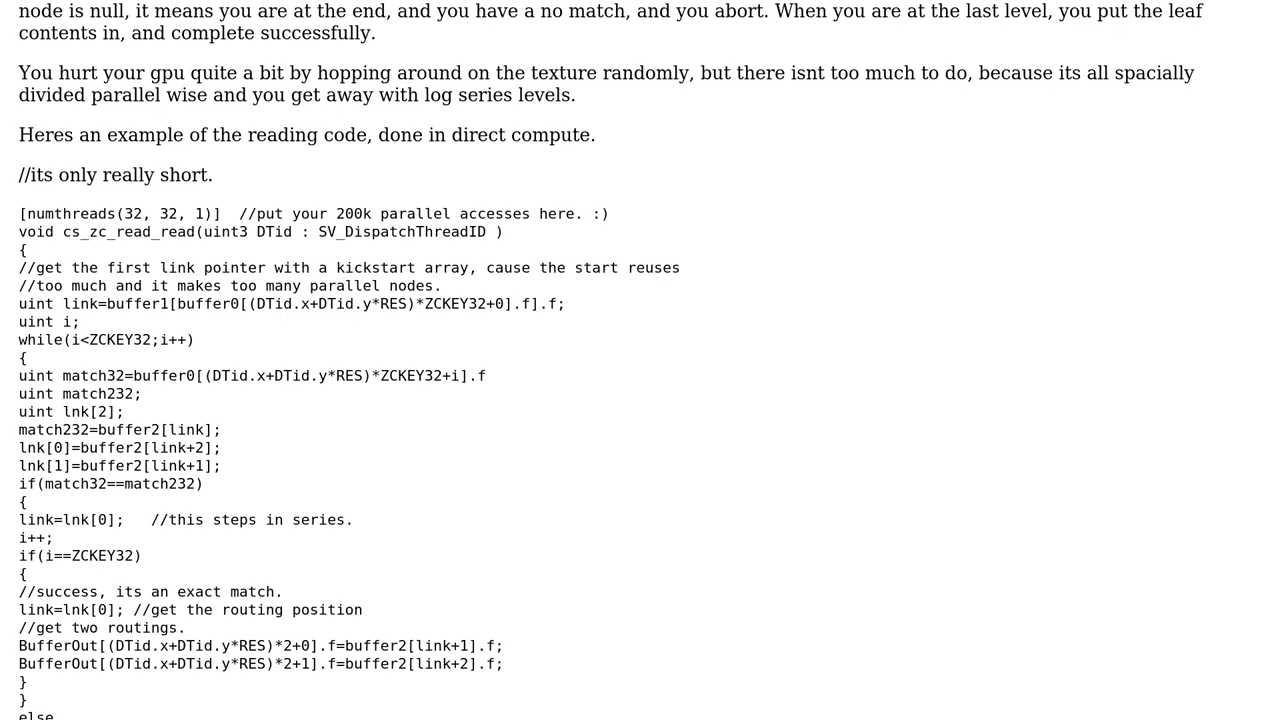 node is null, it means you are at the end, and you have a no match, and you abort. When you are at the last level, you put the leaf
contents in, and complete successfully.
You hurt your gpu quite a bit by hopping around on the texture randomly, but there isnt too much to do, because its all spacially
divided parallel wise and you get away with log series levels.
Heres an example of the reading code, done in direct compute.
//its only really short.
[numthreads(32, 32, 1)]  //put your 200k parallel accesses here. :)
void cs_zc_read_read(uint3 DTid : SV_DispatchThreadID )
{
//get the first link pointer with a kickstart array, cause the start reuses
//too much and it makes too many parallel nodes.
uint link=buffer1[buffer0[(DTid.x+DTid.y*RES)*ZCKEY32+0].f].f;
uint i;
while(i<ZCKEY32;i++)
{
uint match32=buffer0[(DTid.x+DTid.y*RES)*ZCKEY32+i].f
uint match232;
uint lnk[2];
match232=buffer2[link];
lnk[0]=buffer2[link+2];
lnk[1]=buffer2[link+1];
if(match32==match232)
{
link=lnk[0];   //this steps in series.
i++;
if(i==ZCKEY32)
{
//success, its an exact match.
link=lnk[0]; //get the routing position
//get two routings.
BufferOut[(DTid.x+DTid.y*RES)*2+0].f=buffer2[link+1].f;
BufferOut[(DTid.x+DTid.y*RES)*2+1].f=buffer2[link+2].f;
}
}
else